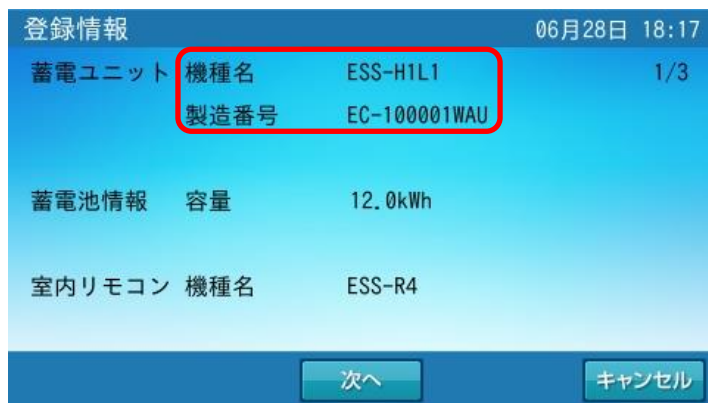 登録情報 06月28日 18:17
蓄電ユニット 機種名 ESS-H1L1 1/3
製造番号 EC-100001WAU
蓄電池情報 容量 12.0kWh
室内リモコン 機種名 ESS-R4
次へ キャンセル